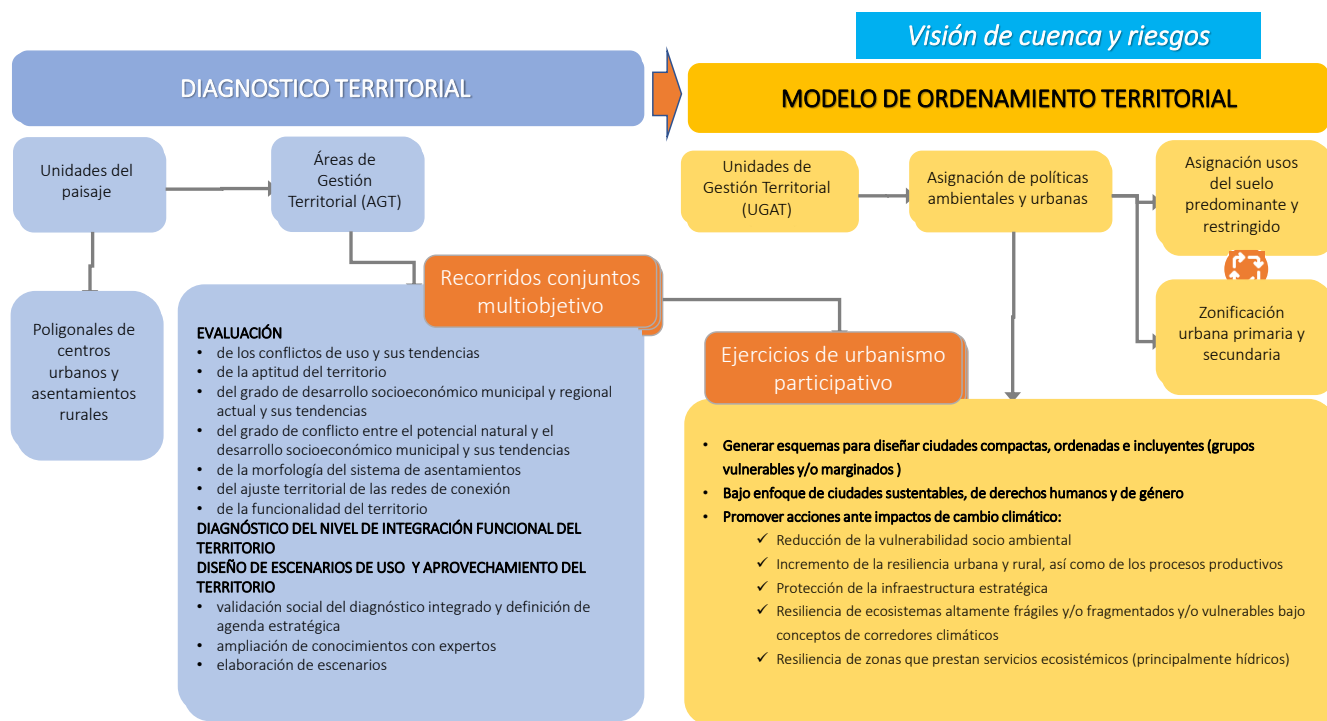 Visión de cuenca y riesgos
DIAGNOSTICO TERRITORIAL
MODELO DE ORDENAMIENTO TERRITORIAL
Unidades del
paisaje
Áreas de
Gestión
Territorial (AGT)
Poligonales de
centros
urbanos y
asentamientos
rurales
Recorridos conjuntos
multiobjetivo
EVALUACIÓN
• de los conflictos de uso y sus tendencias
• de la aptitud del territorio
• del grado de desarrollo socioeconómico municipal y regional
actual y sus tendencias
• del grado de conflicto entre el potencial natural y el
desarrollo socioeconómico municipal y sus tendencias
• de la morfología del sistema de asentamientos
• del ajuste territorial de las redes de conexión
• de la funcionalidad del territorio
DIAGNÓSTICO DEL NIVEL DE INTEGRACIÓN FUNCIONAL DEL
TERRITORIO
DISEÑO DE ESCENARIOS DE USO Y APROVECHAMIENTO DEL
TERRITORIO
• validación social del diagnóstico integrado y definición de
agenda estratégica
• ampliación de conocimientos con expertos
• elaboración de escenarios
Unidades de
Gestión Territorial
(UGAT)
Asignación de políticas
ambientales y urbanas
Asignación usos
del suelo
predominante y
restringido
Zonificación
urbana primaria y
secundaria
Ejercicios de urbanismo
participativo
• Generar esquemas para diseñar ciudades compactas, ordenadas e incluyentes (grupos
vulnerables y/o marginados )
• Bajo enfoque de ciudades sustentables, de derechos humanos y de género
• Promover acciones ante impactos de cambio climático:
✓ Reducción de la vulnerabilidad socio ambiental
✓ Incremento de la resiliencia urbana y rural, así como de los procesos productivos
✓ Protección de la infraestructura estratégica
✓ Resiliencia de ecosistemas altamente frágiles y/o fragmentados y/o vulnerables bajo
conceptos de corredores climáticos
✓ Resiliencia de zonas que prestan servicios ecosistémicos (principalmente hídricos)